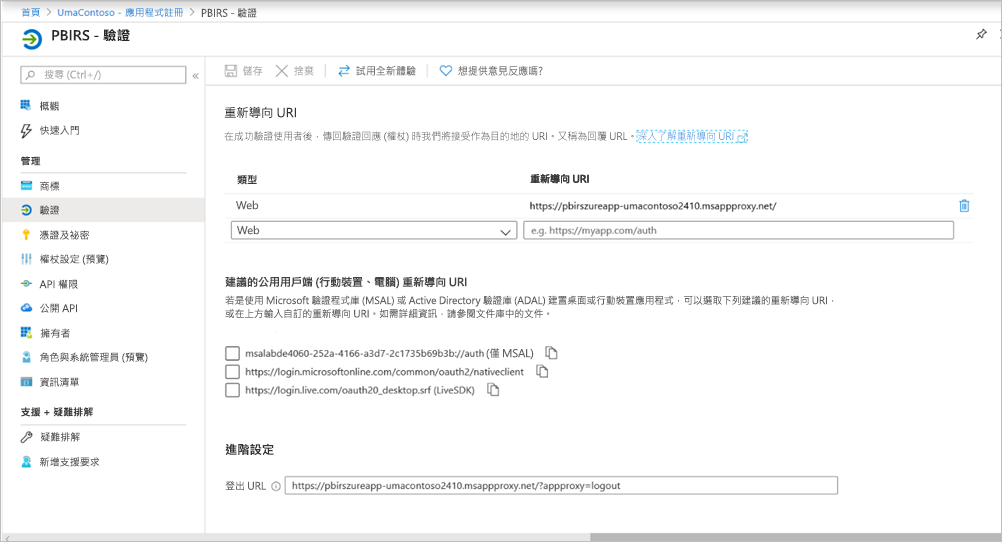 首頁 > UmaContoso - 應用程式註冊 > PBIRS - 驗證
PBIRS - 驗證
搜尋 (Ctrl+/)
«
概觀
快速入門
管理
商標
驗證
憑證及祕密
權杖設定 (預覽)
API 權限
公開 API
擁有者
角色與系統管理員 (預覽)
資訊清單
支援 + 疑難排解
疑難排解
新增支援要求
儲存 捨棄 試用全新體驗 想提供意見反應嗎?
重新導向 URI
在成功驗證使用者後，傳回驗證回應 (權杖) 時我們將接受作為目的地的 URI。又稱為回覆 URL。深入了解重新導向 URI
類型 重新導向 URI
Web https://pbirszureapp-umacontoso2410.msappproxy.net/
Web e.g. https://myapp.com/auth
建議的公用用戶端 (行動裝置、電腦) 重新導向 URI
若是使用 Microsoft 驗證程式庫 (MSAL) 或 Active Directory 驗證庫 (ADAL) 建置桌面或行動裝置應用程式，可以選取下列建議的重新導向 URI，
或在上方輸入自訂的重新導向 URI。如需詳細資訊，請參閱文件庫中的文件。
msalabde4060-252a-4166-a3d7-2c1735b69b3b://auth (僅 MSAL)
https://login.microsoftonline.com/common/oauth2/nativeclient
https://login.live.com/oauth20_desktop.srf (LiveSDK)
進階設定
登出 URL https://pbirszureapp-umacontoso2410.msappproxy.net/?appproxy=logout